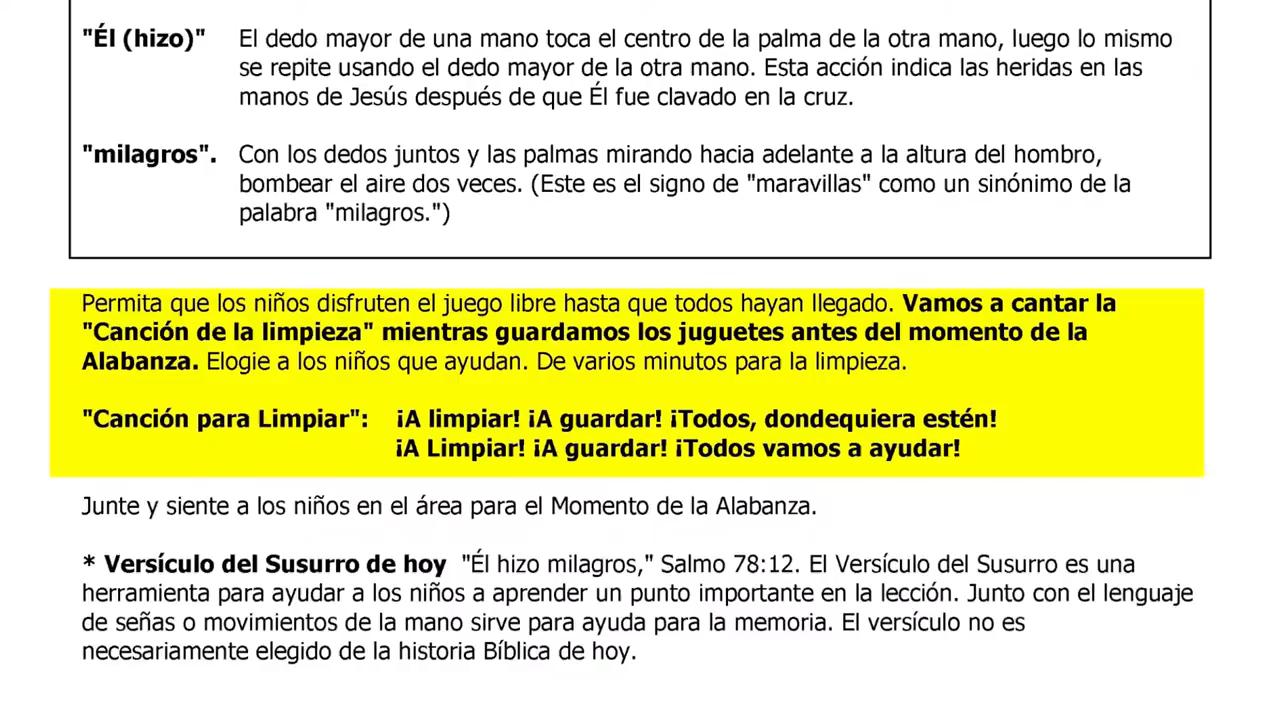 "Él (hizo)" El dedo mayor de una mano toca el centro de la palma de la otra mano, luego lo mismo
se repite usando el dedo mayor de la otra mano. Esta acción indica las heridas en las
manos de Jesús después de que Él fue clavado en la cruz.
"milagros". Con los dedos juntos y las palmas mirando hacia adelante a la altura del hombro,
bombear el aire dos veces. (Este es el signo de "maravillas" como un sinónimo de la
palabra "milagros.")
Permita que los niños disfruten el juego libre hasta que todos hayan llegado. Vamos a cantar la
"Canción de la limpieza" mientras guardamos los juguetes antes del momento de la
Alabanza. Elogie a los niños que ayudan. De varios minutos para la limpieza.
"Canción para Limpiar": ¡A limpiar! ¡A guardar! ¡Todos, dondequiera estén!
¡A Limpiar! ¡A guardar! ¡Todos vamos a ayudar!
Junte y siente a los niños en el área para el Momento de la Alabanza.
* Versículo del Susurro de hoy "Él hizo milagros," Salmo 78:12. El Versículo del Susurro es una
herramienta para ayudar a los niños a aprender un punto importante en la lección. Junto con el lenguaje
de señas o movimientos de la mano sirve para ayuda para la memoria. El versículo no es
necesariamente elegido de la historia Bíblica de hoy.